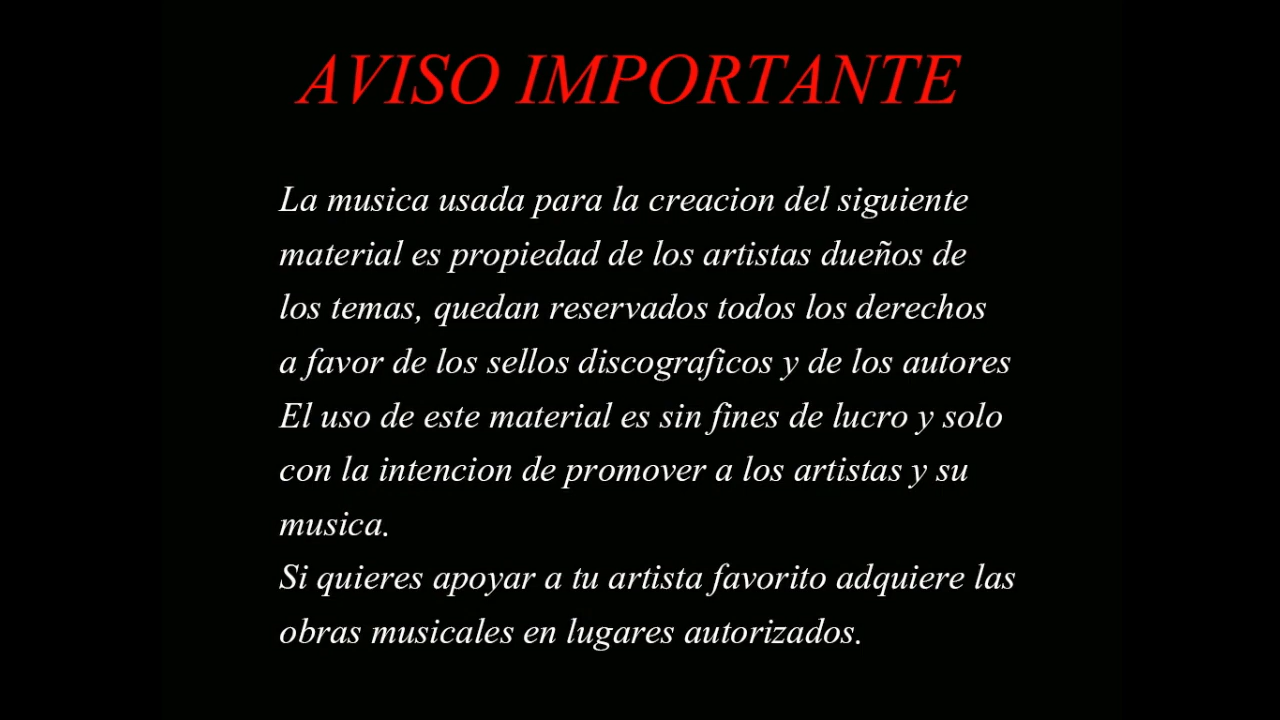 AVISO IMPORTANTE
La musica usada para la creacion del siguiente
material es propiedad de los artistas dueños de
los temas, quedan reservados todos los derechos
a favor de los sellos discograficos y de los autores
El uso de este material es sin fines de lucro y solo
con la intencion de promover a los artistas y su
musica.
Si quieres apoyar a tu artista favorito adquiere las
obras musicales en lugares autorizados.